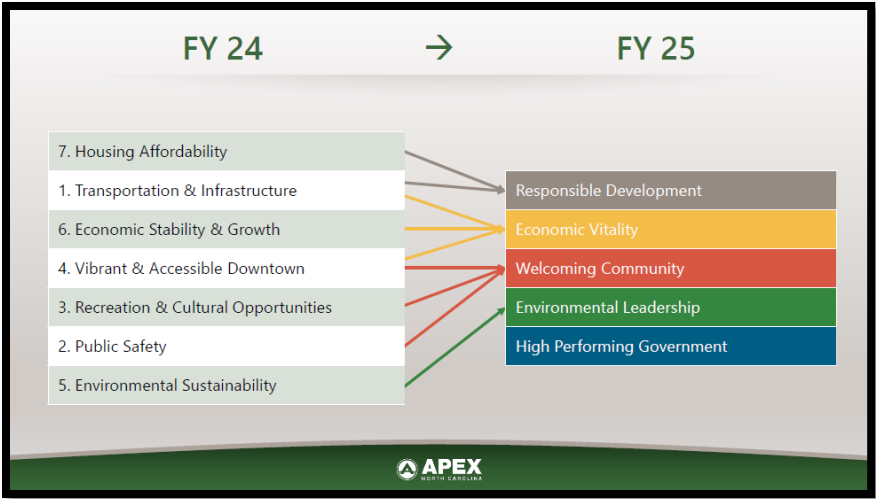 FY 24 → FY 25
7. Housing Affordability
1. Transportation & Infrastructure
6. Economic Stability & Growth
4. Vibrant & Accessible Downtown
3. Recreation & Cultural Opportunities
2. Public Safety
5. Environmental Sustainability
Responsible Development
Economic Vitality
Welcoming Community
Environmental Leadership
High Performing Government
APEX
NORTH CAROLINA